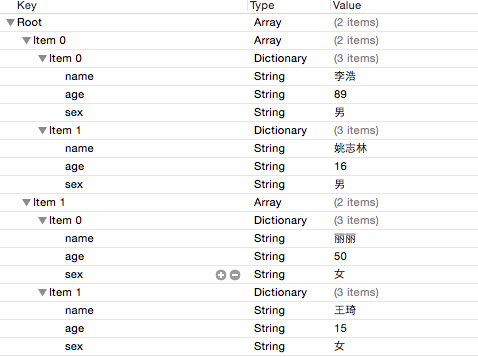 Key Type Value
Root Array (2 items)
Item 0 Array (2 items)
Item 0 Dictionary (3 items)
name String 李浩
age String 89
sex String 男
Item 1 Dictionary (3 items)
name String 姚志林
age String 16
sex String 男
Item 1 Array (2 items)
Item 0 Dictionary (3 items)
name String 丽丽
age String 50
sex String 女
Item 1 Dictionary (3 items)
name String 王琦
age String 15
sex String 女